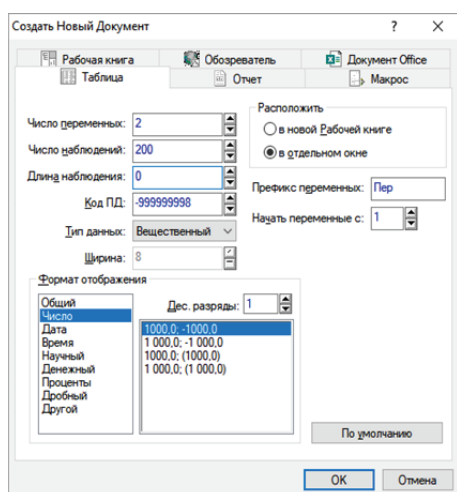 Создать Новый Документ ? ×
Рабочая книга Обозреватель Документ Office
Таблица Отчет Макрос
Число переменных: 2
Число наблюдений: 200
Длина наблюдения: 0
Код ПД: -999999998
Тип данных: Вещественный
Ширина: 8
Расположить
в новой Рабочей книге
в отдельном окне
Префикс переменных: Пер
Начать переменные с: 1
Формат отображения
Общий
Число
Дата
Время
Научный
Денежный
Проценты
Дробный
Другой
Дес. разряды: 1
1000,0; -1000,0
1 000,0; -1 000,0
1000,0; (1000,0)
1 000,0; (1 000,0)
По умолчанию
OK Отмена